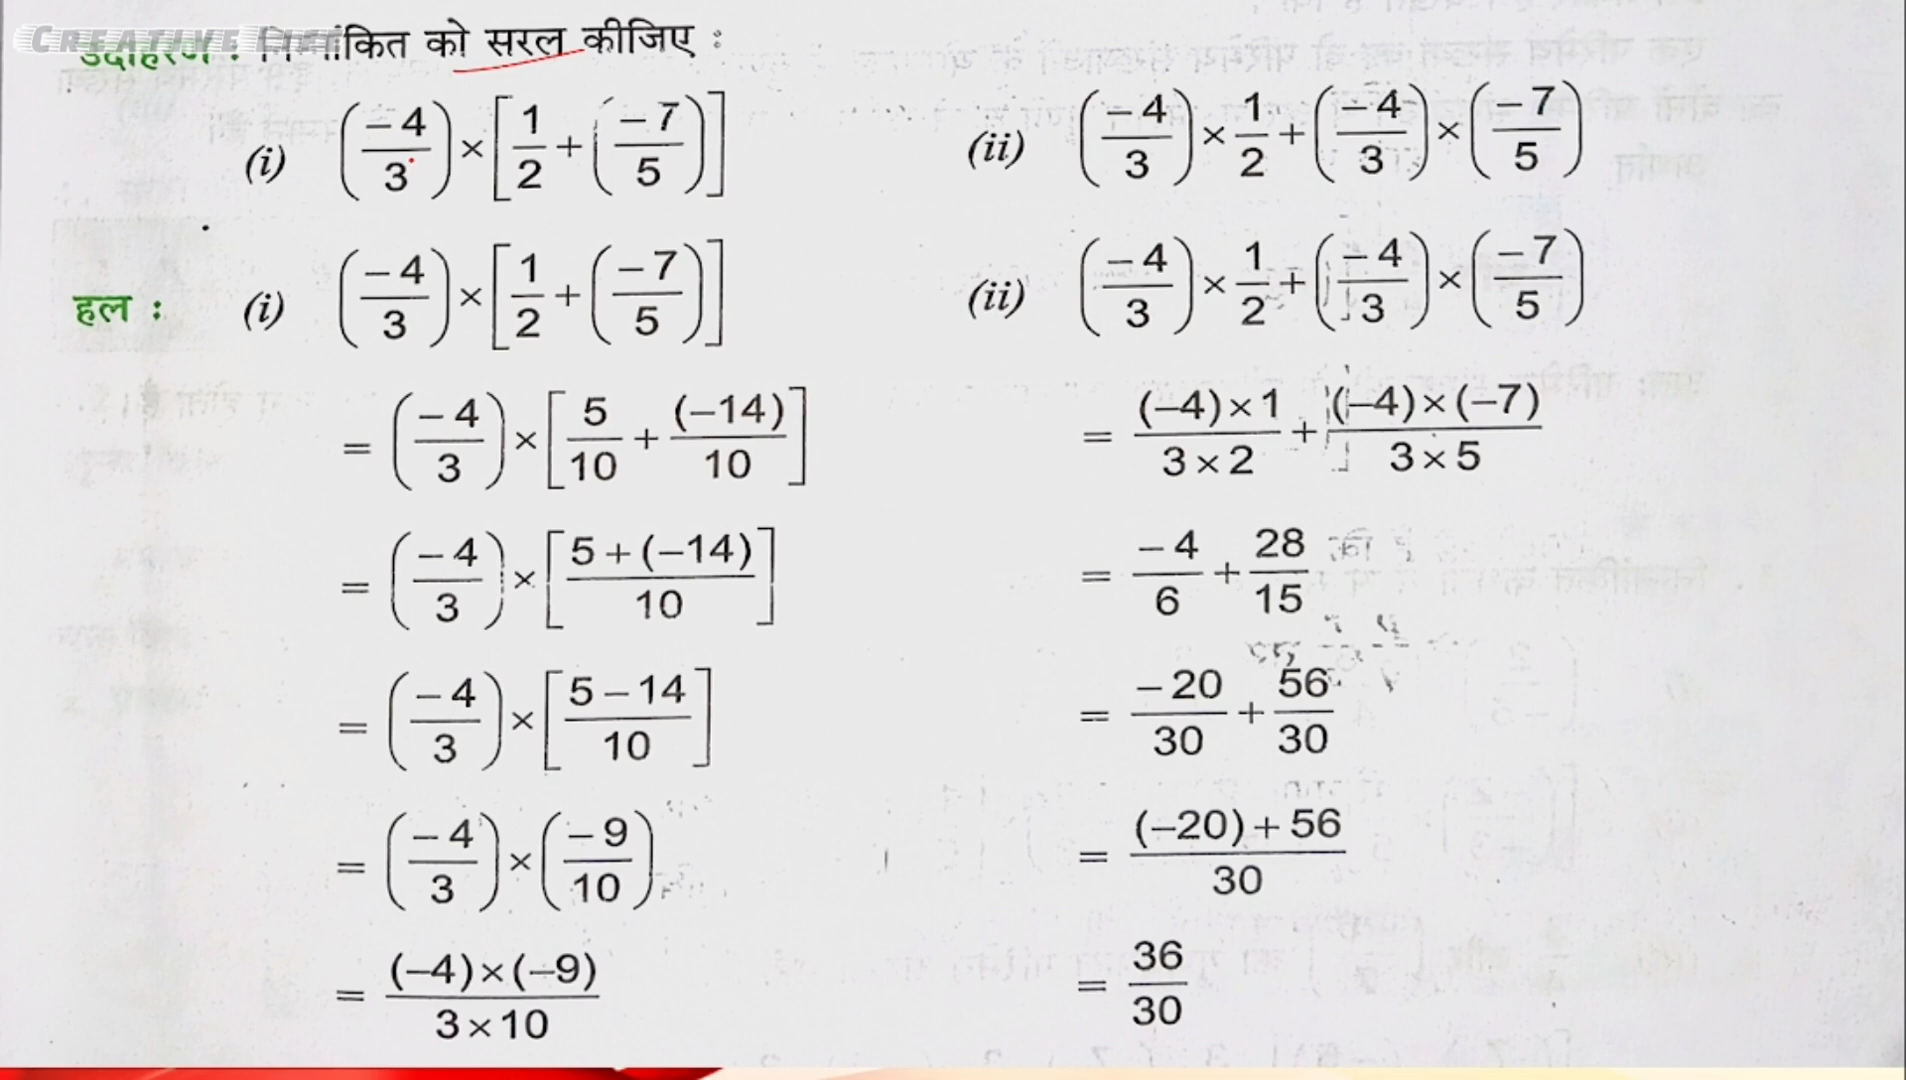 CREATIVE LIFE
उदाहरण : निम्नांकित को सरल कीजिए :
(i) (-4/3) × [1/2 + (-7/5)]
(ii) (-4/3) × 1/2 + (-4/3) × (-7/5)
हल : (i) (-4/3) × [1/2 + (-7/5)]
(ii) (-4/3) × 1/2 + (-4/3) × (-7/5)
= (-4/3) × [5/10 + (-14)/10]
= (-4)×1/3×2 + (-4)×(-7)/3×5
= (-4/3) × [5+(-14)/10]
= -4/6 + 28/15
= (-4/3) × [5-14/10]
= -20/30 + 56/30
= (-4/3) × (-9/10)
= (-20)+56/30
= (-4)×(-9)/3×10
= 36/30